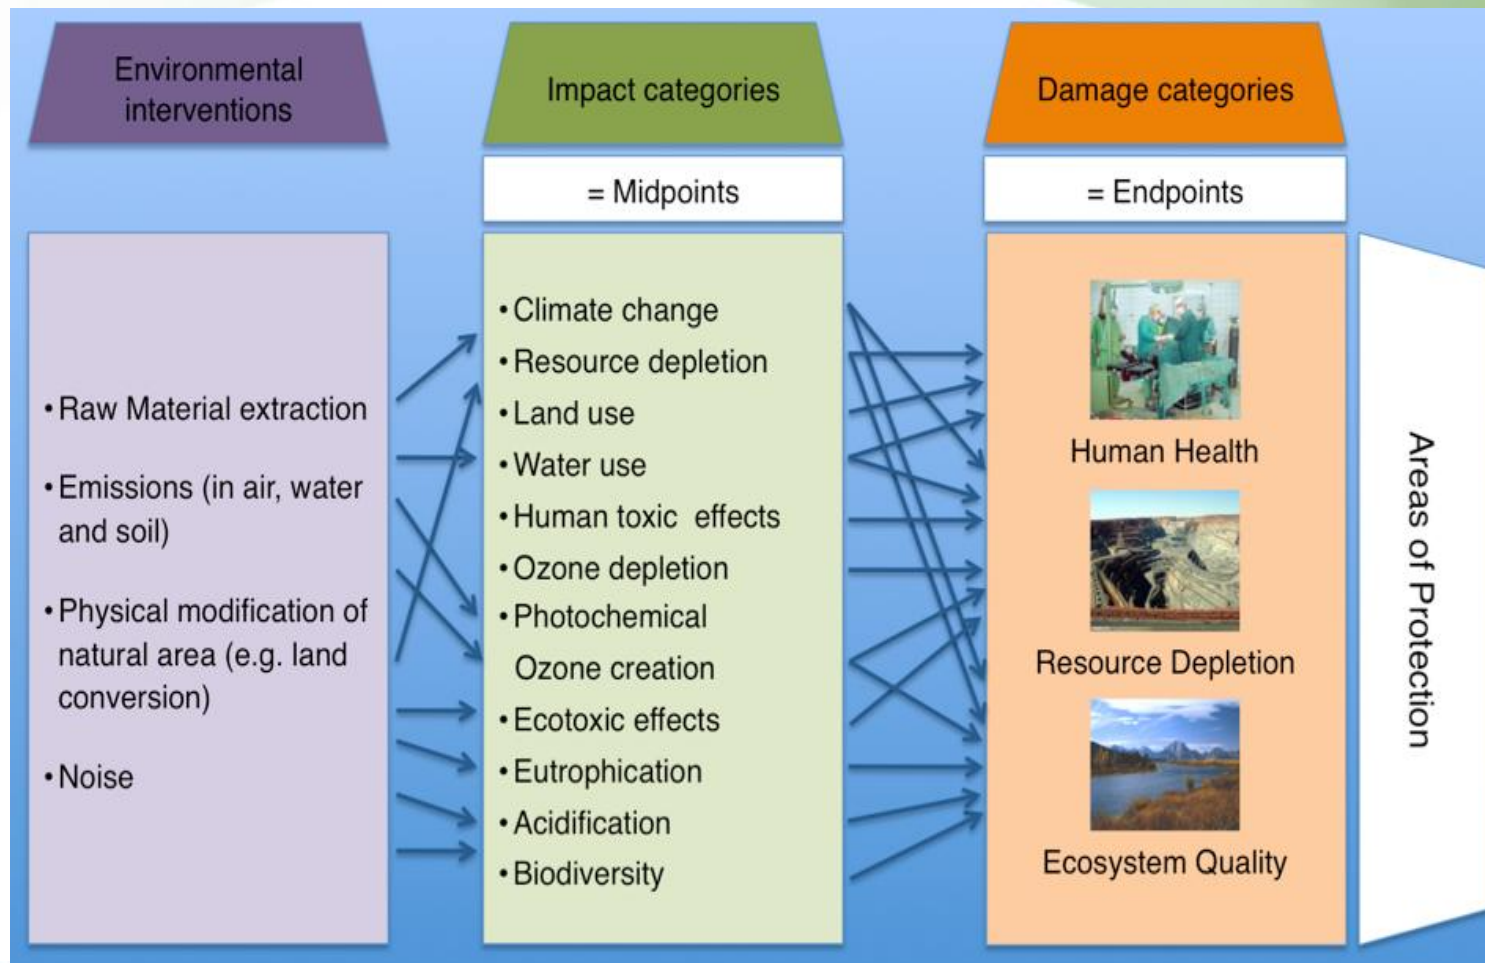 Environmental
interventions
Impact categories
Damage categories
= Midpoints
= Endpoints
• Raw Material extraction
• Emissions (in air, water
and soil)
• Physical modification of
natural area (e.g. land
conversion)
• Noise
• Climate change
• Resource depletion
• Land use
• Water use
• Human toxic effects
• Ozone depletion
• Photochemical
Ozone creation
• Ecotoxic effects
• Eutrophication
• Acidification
• Biodiversity
Human Health
Resource Depletion
Ecosystem Quality
Areas of Protection